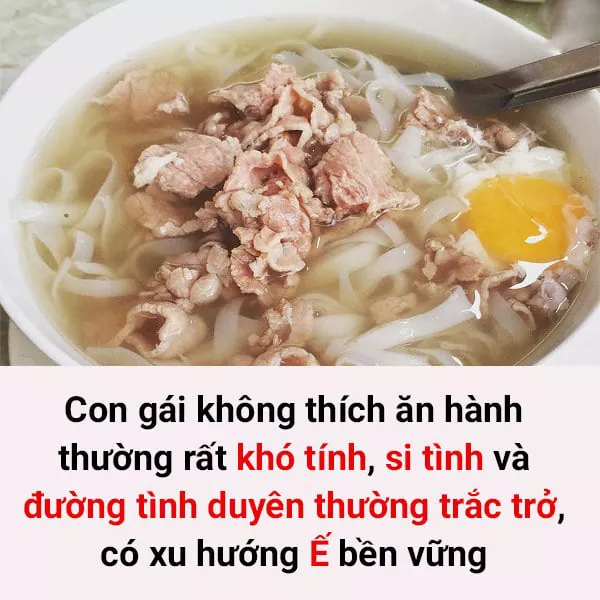 Con gái không thích ăn hành
thường rất khó tính, si tình và
đường tình duyên thường trắc trở,
có xu hướng Ế bền vững